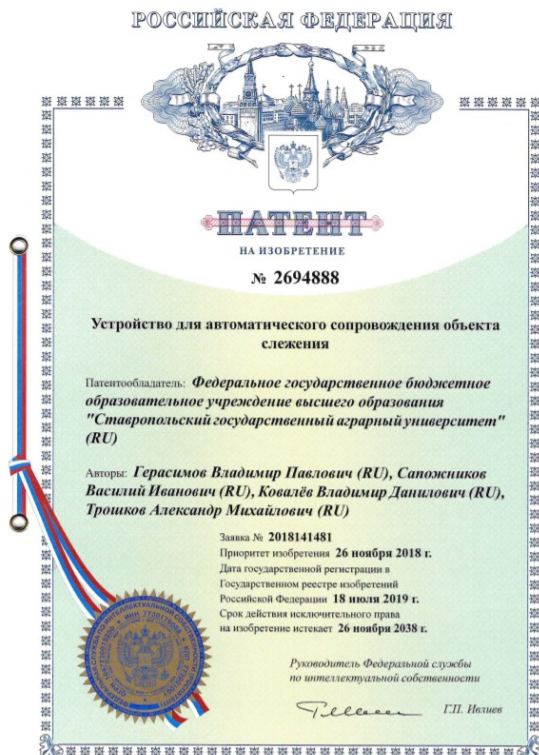 РОССИЙСКАЯ ФЕДЕРАЦИЯ
ПАТЕНТ
НА ИЗОБРЕТЕНИЕ
№ 2694888
Устройство для автоматического сопровождения объекта
слежения
Патентообладатель: Федеральное государственное бюджетное
образовательное учреждение высшего образования
"Ставропольский государственный аграрный университет"
(RU)
Авторы: Герасимов Владимир Павлович (RU), Сапожников
Василий Иванович (RU), Ковалёв Владимир Данилович (RU),
Трошков Александр Михайлович (RU)
Заявка № 2018141481
Приоритет изобретения 26 ноября 2018 г.
Дата государственной регистрации в
Государственном реестре изобретений
Российской Федерации 18 июля 2019 г.
Срок действия исключительного права
на изобретение истекает 26 ноября 2038 г.
Руководитель Федеральной службы
по интеллектуальной собственности
Г.П. Ивлиев